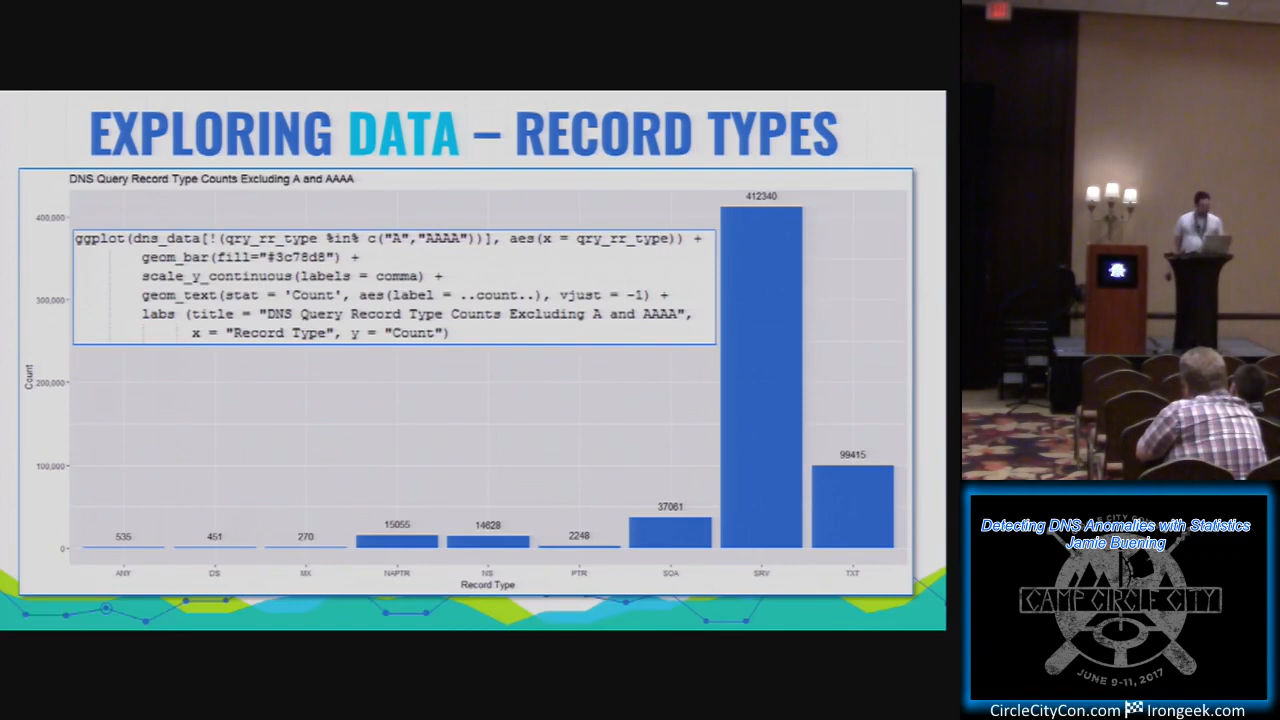 EXPLORING DATA – RECORD TYPES
DNS Query Record Type Counts Excluding A and AAAA
ggplot(dns_data[!(qry_rr_type %in% c("A","AAAA"))], aes(x = qry_rr_type)) +
geom_bar(fill="#3c78d8") +
scale_y_continuous(labels = comma) +
geom_text(stat = 'Count', aes(label = ..count..), vjust = -1) +
labs (title = "DNS Query Record Type Counts Excluding A and AAAA",
x = "Record Type", y = "Count")
Count
400,000
300,000
200,000
100,000
0
535
451
270
15055
14628
2248
37061
412340
99415
ANY
DS
MX
NAPTR
NS
PTR
SOA
SRV
TXT
Record Type
Detecting DNS Anomalies with Statistics
Jamie Buening
CAMP CIRCLE CITY
JUNE 9-11, 2017
CircleCityCon.com Irongeek.com